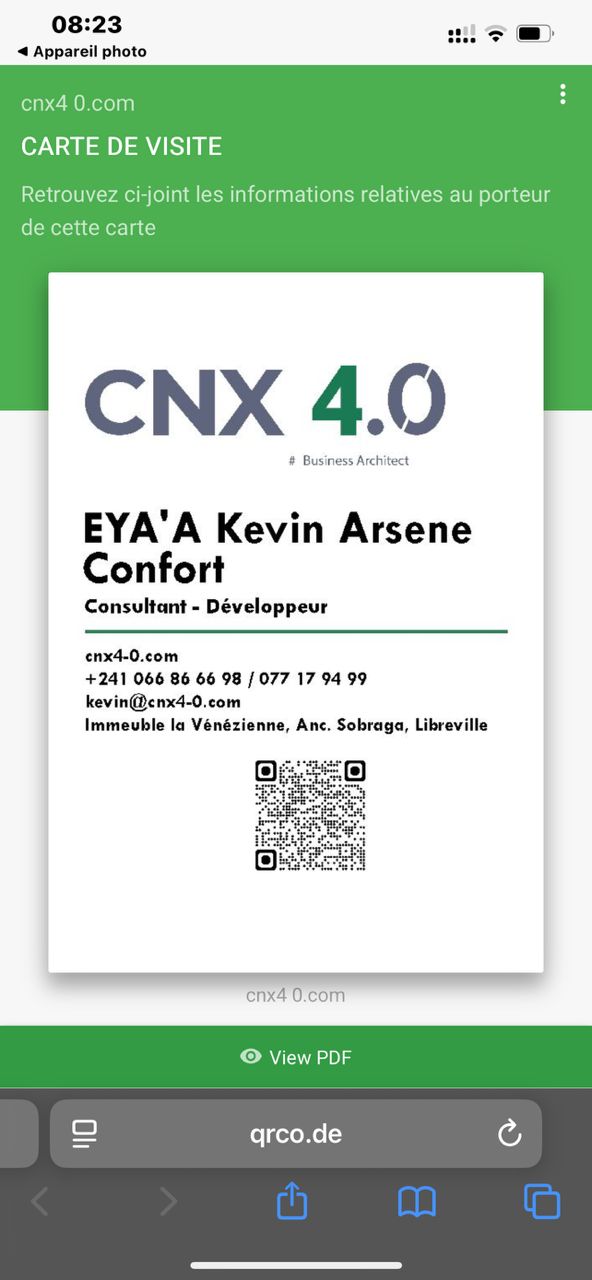 08:23
◀ Appareil photo
cnx4 0.com
CARTE DE VISITE
Retrouvez ci-joint les informations relatives au porteur
de cette carte
CNX 4.0
# Business Architect
EYA'A Kevin Arsene
Confort
Consultant - Développeur
cnx4-0.com
+241 066 86 66 98 / 077 17 94 99
kevin@cnx4-0.com
Immeuble la Vénézienne, Anc. Sobraga, Libreville
cnx4 0.com
View PDF
qrco.de